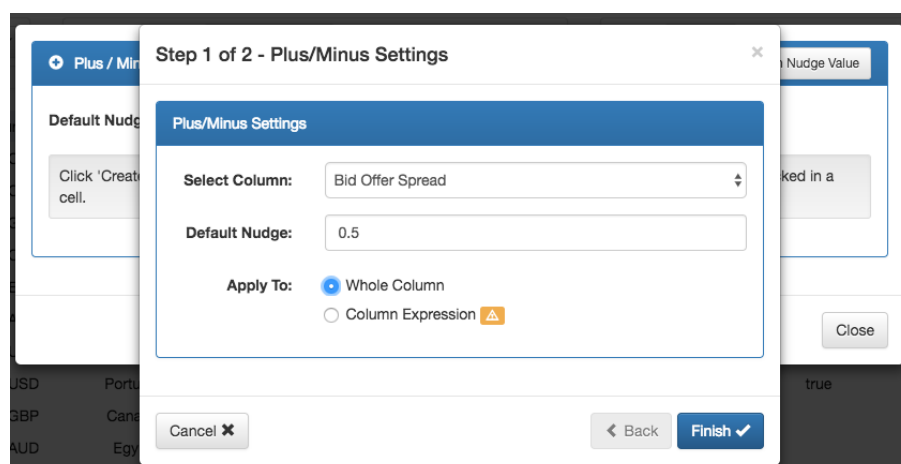 Step 1 of 2 - Plus/Minus Settings ×
Plus / Min
Nudge Value
Default Nudg
Plus/Minus Settings
Click 'Creat
cked in a
cell.
Select Column: Bid Offer Spread
Default Nudge: 0.5
Apply To: Whole Column
Column Expression
Close
USD Portu true
GBP Cana
AUD Egy
Cancel ✖ Back Finish ✔